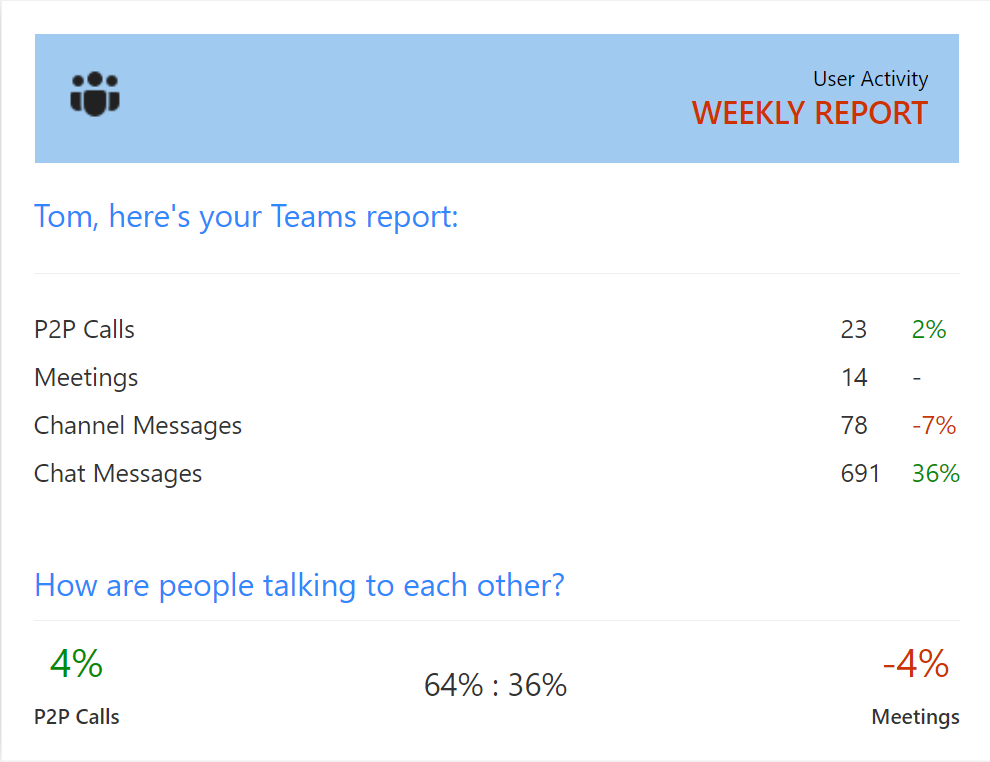 User Activity
WEEKLY REPORT
Tom, here's your Teams report:
P2P Calls 23 2%
Meetings 14 -
Channel Messages 78 -7%
Chat Messages 691 36%
How are people talking to each other?
4% 64% : 36% -4%
P2P Calls Meetings